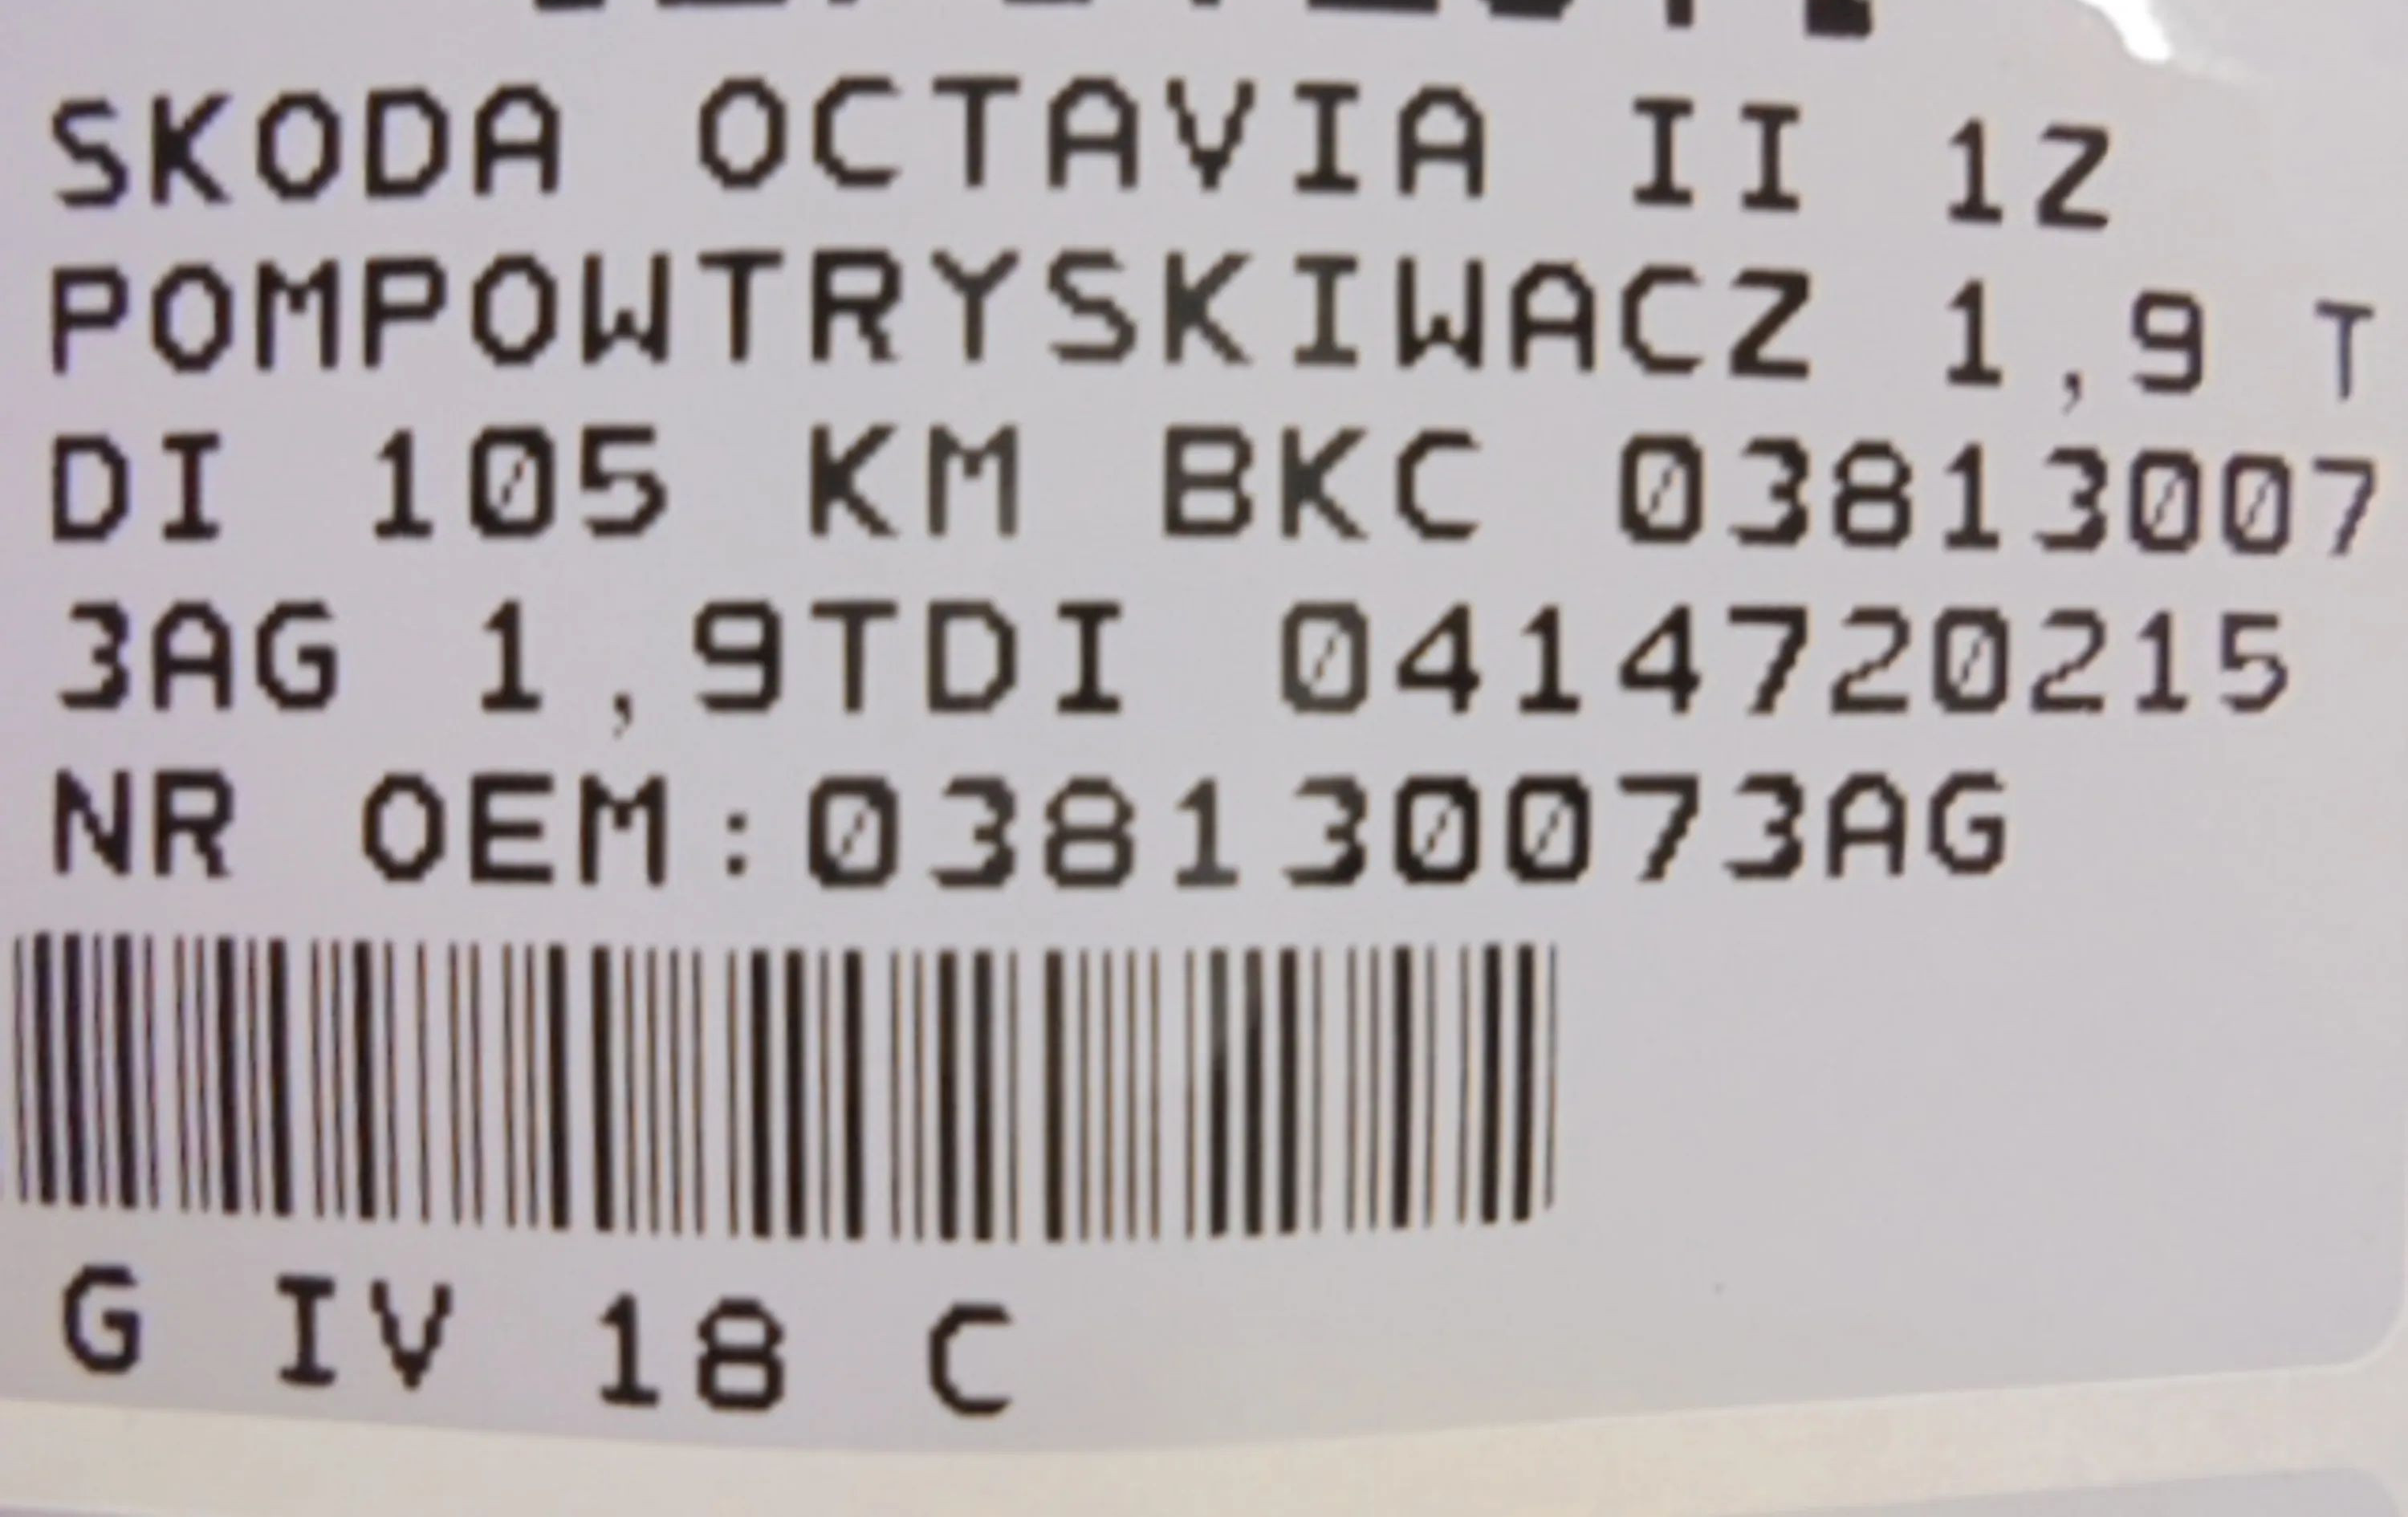 SKODA OCTAVIA II 1Z
POMPOWTRYSKIWACZ 1,9 T
DI 105 KM BKC 03813007
3AG 1,9TDI 0414720215
NR OEM:038130073AG
G IV 18 C